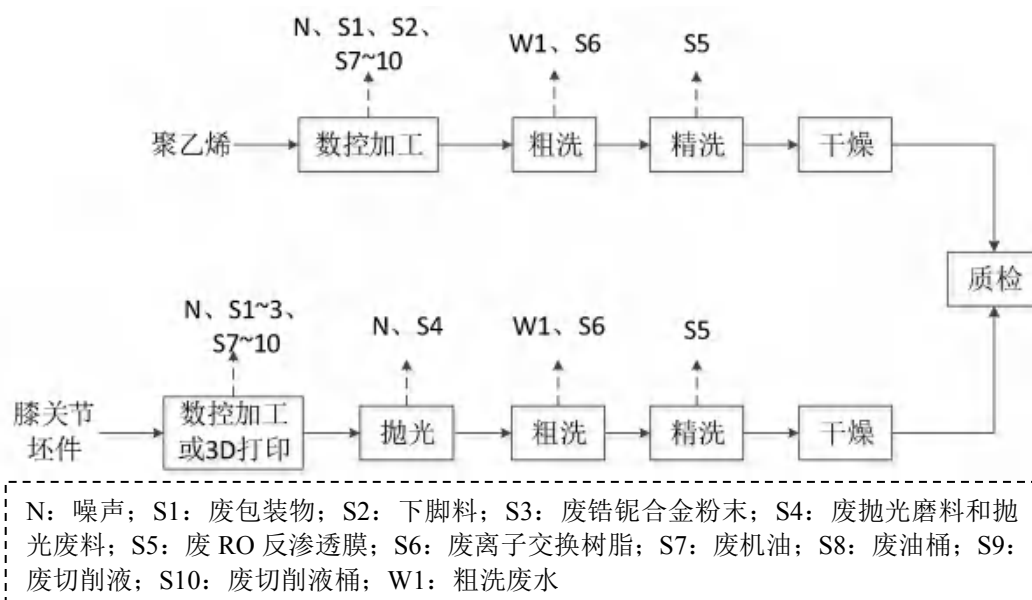 N、S1、S2、
S7~10
W1、S6
S5
聚乙烯
数控加工
粗洗
精洗
干燥
质检
N、S1~3、
S7~10
N、S4
W1、S6
S5
膝关节
坯件
数控加工
或3D打印
抛光
粗洗
精洗
干燥
N：噪声；S1：废包装物；S2：下脚料；S3：废锆铌合金粉末；S4：废抛光磨料和抛
光废料；S5：废 RO 反渗透膜；S6：废离子交换树脂；S7：废机油；S8：废油桶；S9：
废切削液；S10：废切削液桶；W1：粗洗废水